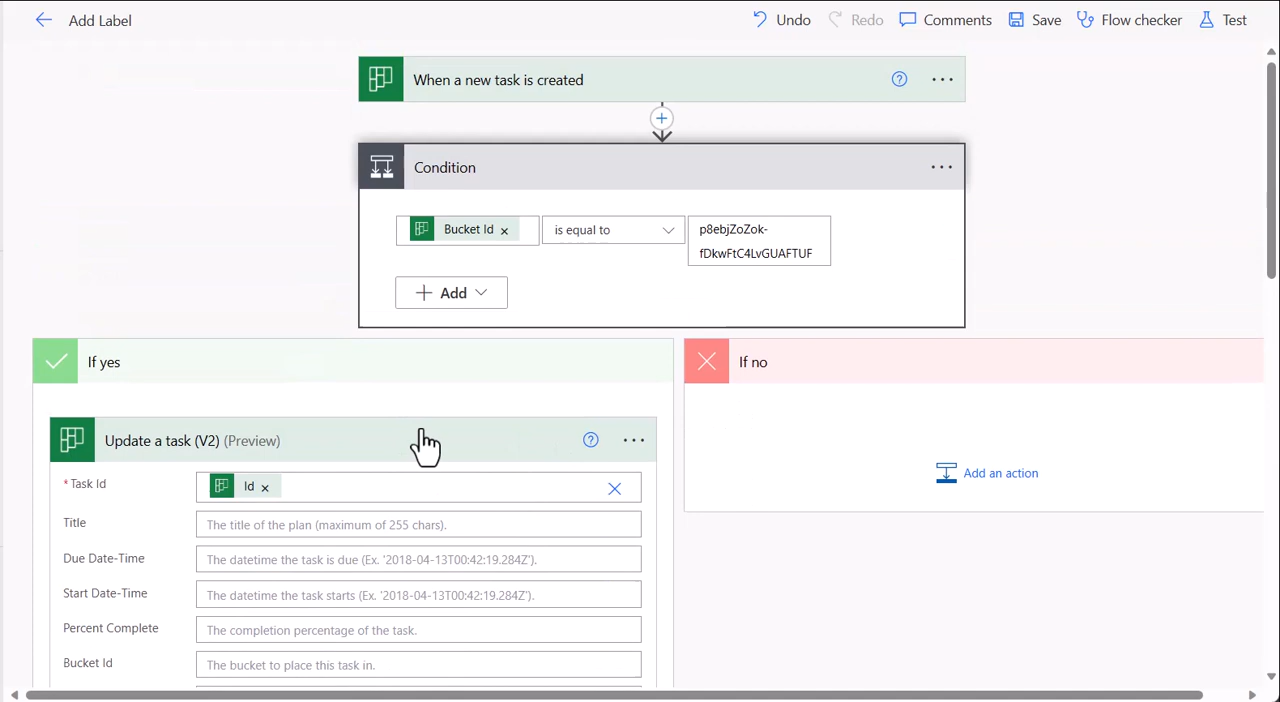 Add Label
Undo
Redo
Comments
Save
Flow checker
Test
When a new task is created
Condition
Bucket Id
is equal to
p8ebjZoZok-
fDkwFtC4LvGUAFTUF
Add
If yes
If no
Update a task (V2) (Preview)
* Task Id
Id
Title
The title of the plan (maximum of 255 chars).
Due Date-Time
The datetime the task is due (Ex. '2018-04-13T00:42:19.284Z').
Start Date-Time
The datetime the task starts (Ex. '2018-04-13T00:42:19.284Z').
Percent Complete
The completion percentage of the task.
Bucket Id
The bucket to place this task in.
Add an action